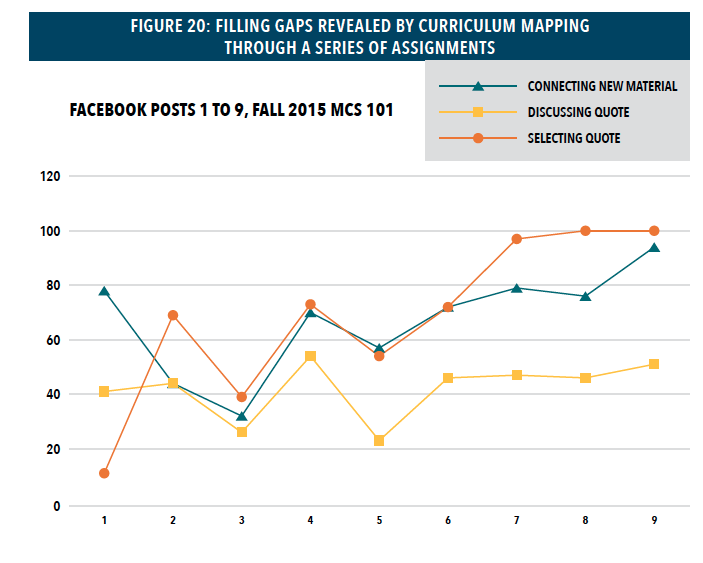 FIGURE 20: FILLING GAPS REVEALED BY CURRICULUM MAPPING
THROUGH A SERIES OF ASSIGNMENTS
FACEBOOK POSTS 1 TO 9, FALL 2015 MCS 101
CONNECTING NEW MATERIAL
DISCUSSING QUOTE
SELECTING QUOTE
120
100
80
60
40
20
0
1 2 3 4 5 6 7 8 9